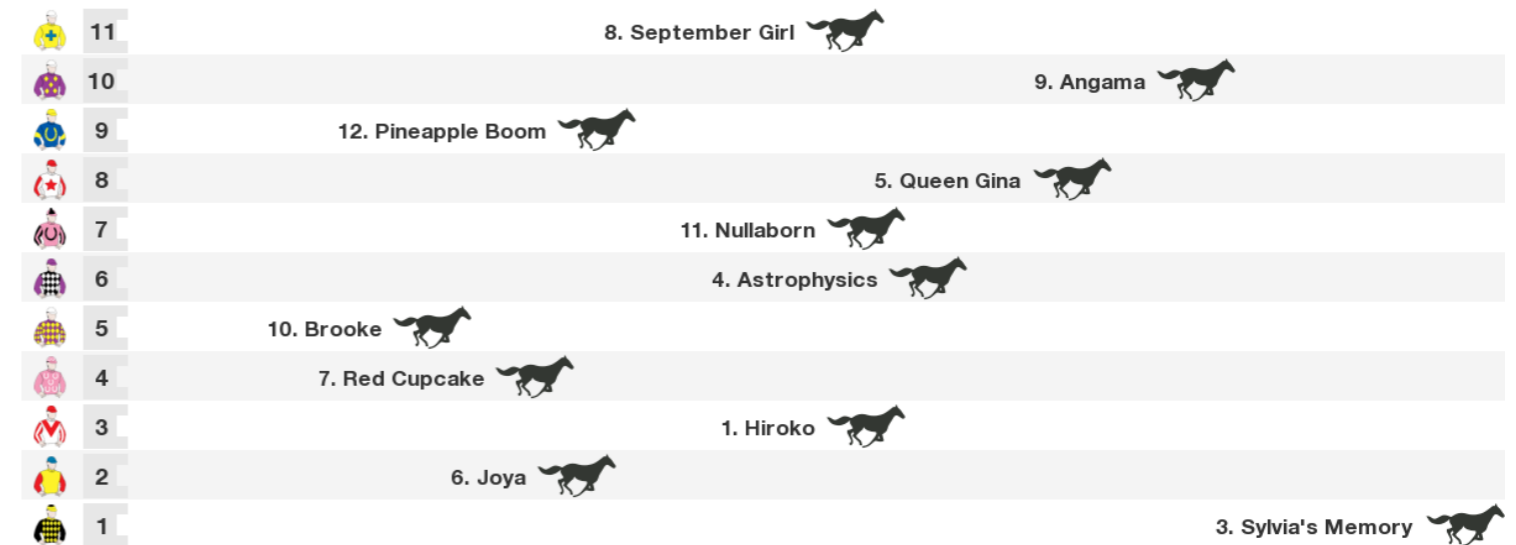 11 8. September Girl
10 9. Angama
9 12. Pineapple Boom
8 5. Queen Gina
7 11. Nullaborn
6 4. Astrophysics
5 10. Brooke
4 7. Red Cupcake
3 1. Hiroko
2 6. Joya
1 3. Sylvia's Memory